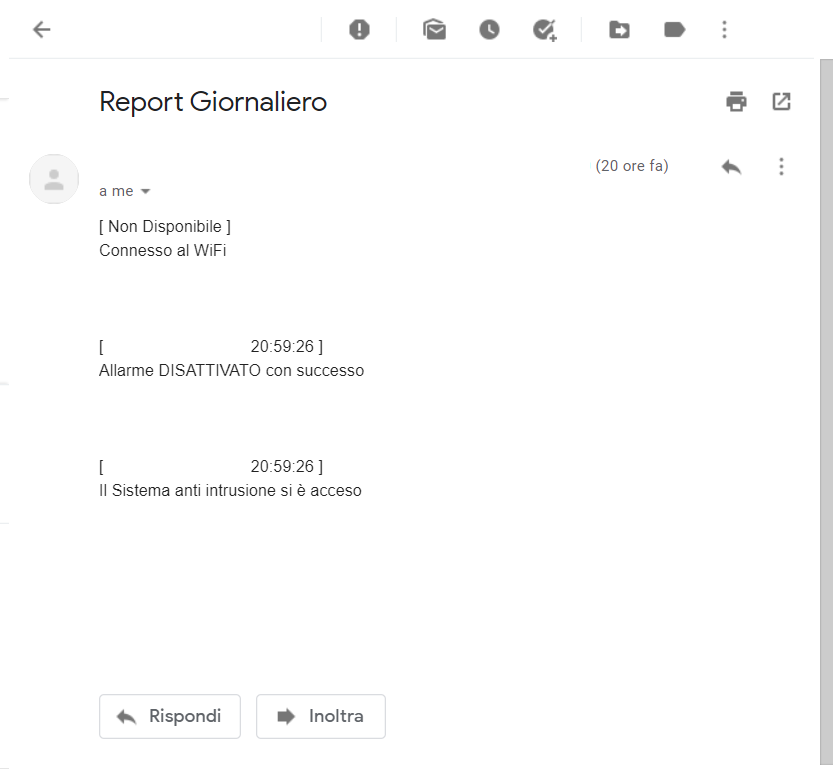 Report Giornaliero
(20 ore fa)
a me
[ Non Disponibile ]
Connesso al WiFi
[ 20:59:26 ]
Allarme DISATTIVATO con successo
[ 20:59:26 ]
Il Sistema anti intrusione si è acceso
Rispondi
Inoltra